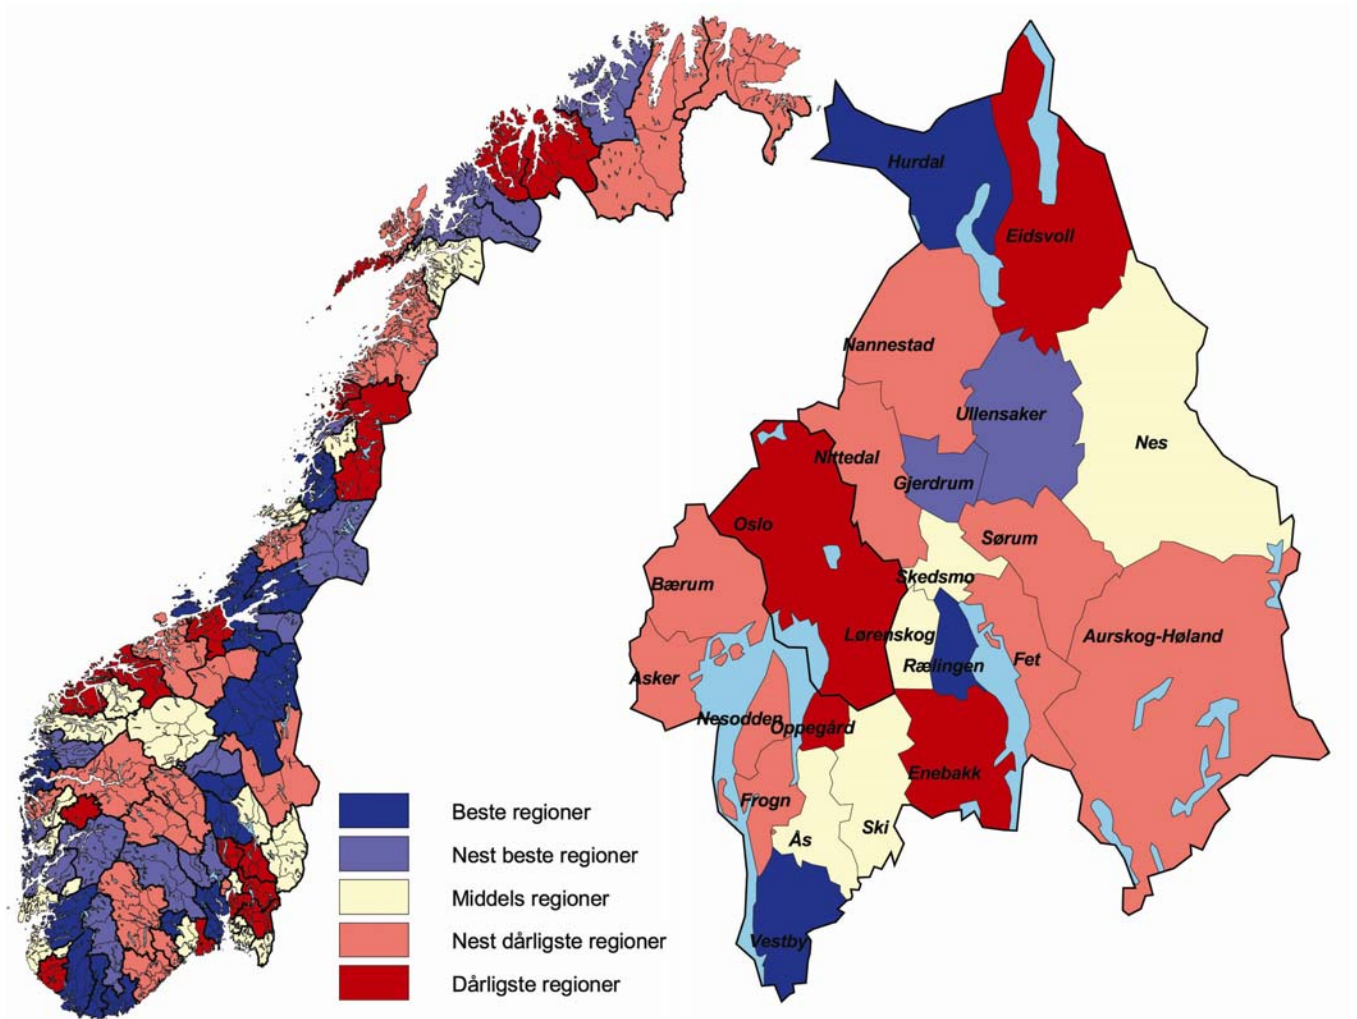 Hurdal
Eidsvoll
Nannestad
Ullensaker
Nes
Nittedal
Gjerdrum
Oslo
Sørum
Bærum
Skedsmo
Lørenskog
Aurskog-Høland
Rælingen
Fet
Asker
Nesodden
Oppegård
Enebakk
Frogn
Ski
Ås
Vestby
Beste regioner
Nest beste regioner
Middels regioner
Nest dårligste regioner
Dårligste regioner